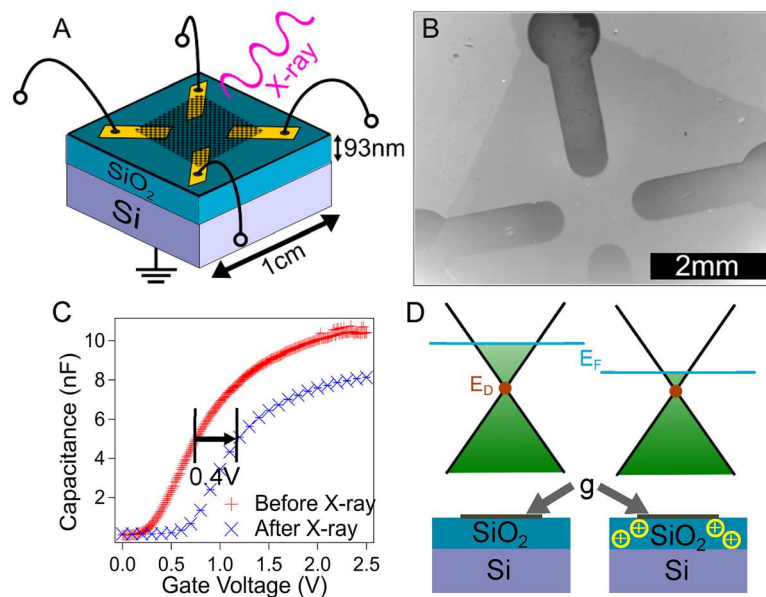 A
X-ray
93nm
SiO2
Si
1cm
B
2mm
C
Capacitance (nF)
10
8
6
4
2
0.4V
+ Before X-ray
× After X-ray
0.0 0.5 1.0 1.5 2.0 2.5
Gate Voltage (V)
D
ED
EF
g
SiO2
Si
+ + SiO2 + +
Si